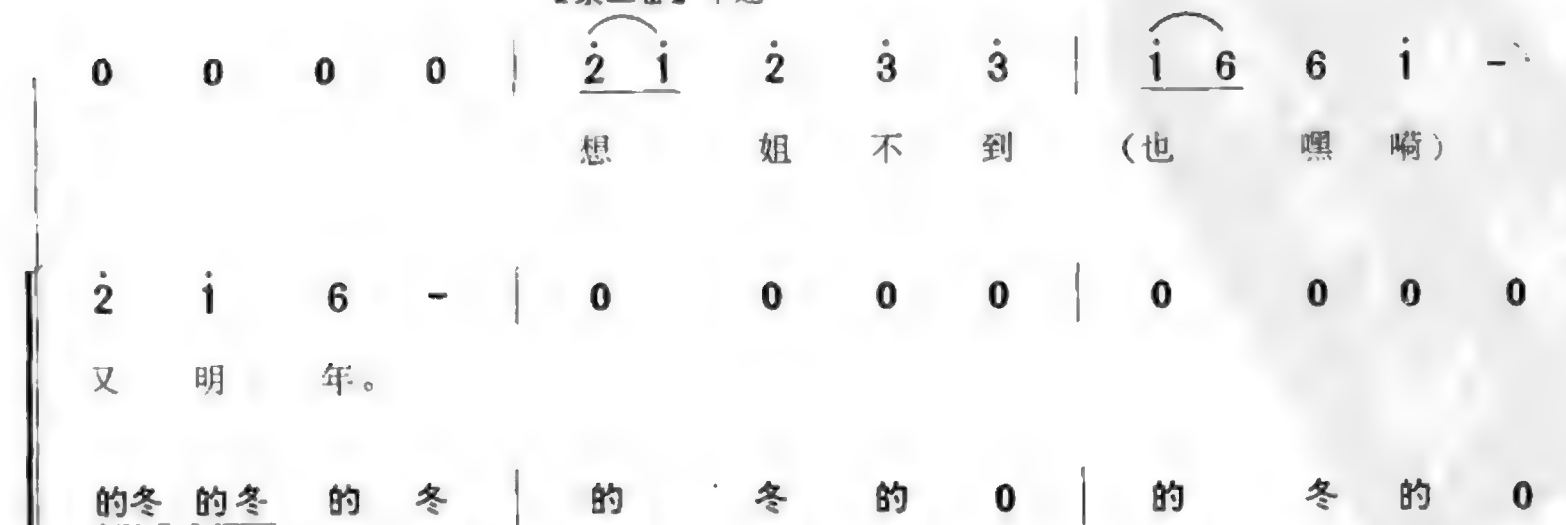 0 0 0 0 | 2̇ 1̇ 2̇ 3̇ 3̇ | 1̇ 6 6 1̇ -
想 姐 不 到 (也 嘿 嗬)
2̇ 1̇ 6 - | 0 0 0 0 | 0 0 0 0
又 明 年。
的冬 的冬 的 冬 | 的 冬 的 0 | 的 冬 的 0